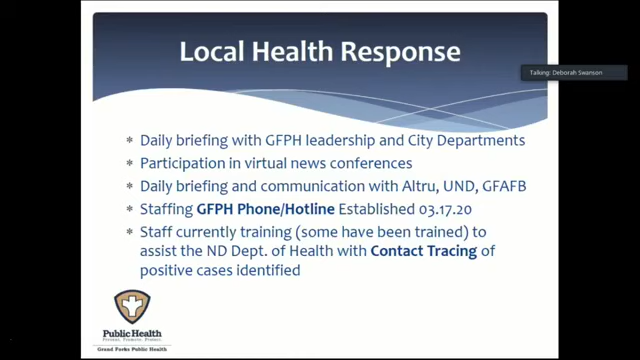 Local Health Response
Talking: Deborah Swanson
* Daily briefing with GFPH leadership and City Departments
* Participation in virtual news conferences
* Daily briefing and communication with Altru, UND, GFAFB
* Staffing GFPH Phone/Hotline Established 03.17.20
* Staff currently training (some have been trained) to
assist the ND Dept. of Health with Contact Tracing of
positive cases identified
Public Health
Prevent. Promote. Protect.
Grand Forks Public Health